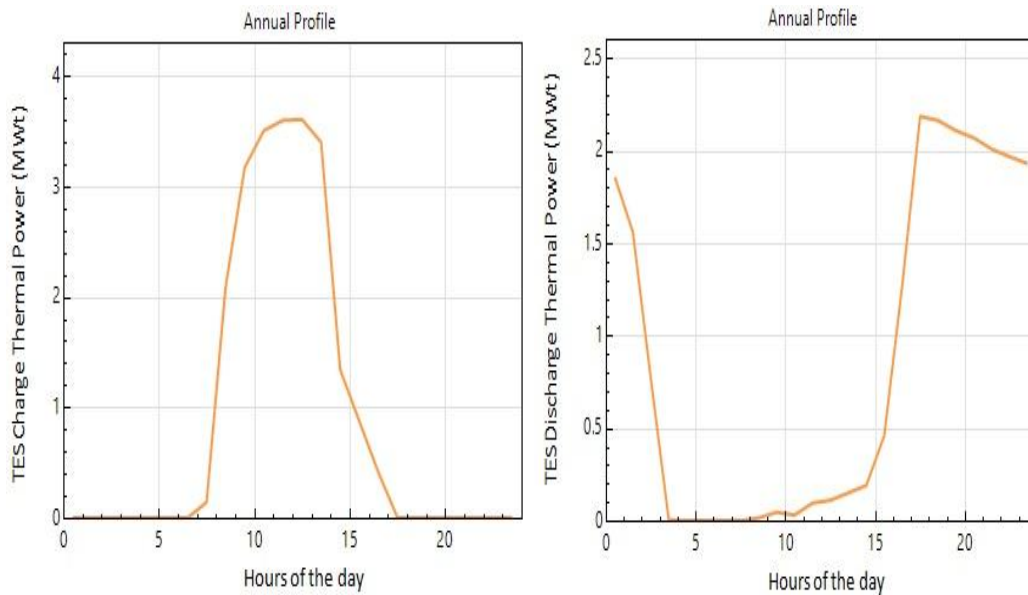 Annual Profile
TES Charge Thermal Power (MWt)
4
3
2
1
0
0 5 10 15 20
Hours of the day
Annual Profile
TES Discharge Thermal Power (MWt)
2.5
2
1.5
1
0.5
0
0 5 10 15 20
Hours of the day